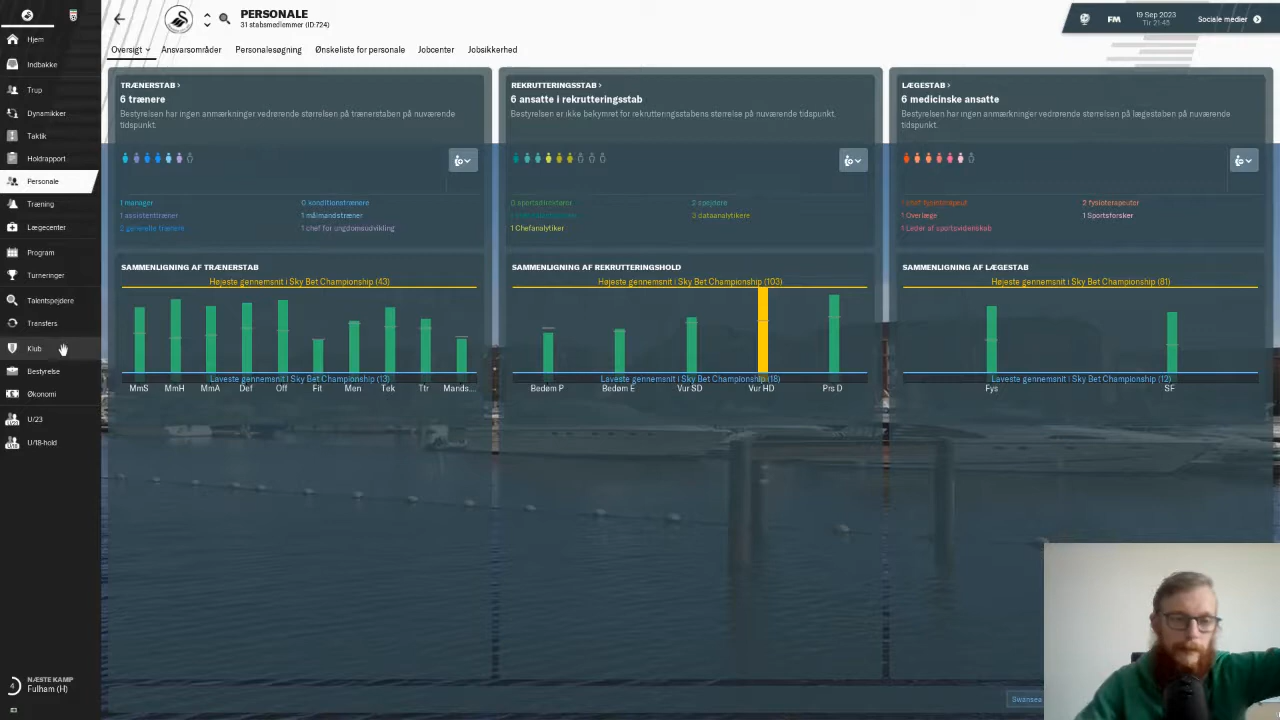 PERSONALE
31 stabsmedlemmer (ID:724)
FM
19 Sep 2023
Tir 21:45
Sociale medier
Oversigt
Ansvarsområder
Personalesøgning
Ønskeliste for personale
Jobcenter
Jobsikkerhed
Hjem
Indbakke
Trup
Dynamikker
Taktik
Holdrapport
Personale
Træning
Lægecenter
Program
Turneringer
Talentspejdere
Transfers
Klub
Bestyrelse
Økonomi
U/23
U/18-hold
4
NÆSTE KAMP
Fulham (H)
TRÆNERSTAB
6 trænere
Bestyrelsen har ingen anmærkninger vedrørende størrelsen på trænerstaben på nuværende
tidspunkt.
1 manager
0 konditionstrænere
1 assistenttræner
1 målmandstræner
2 generelle trænere
1 chef for ungdomsudvikling
SAMMENLIGNING AF TRÆNERSTAB
Højeste gennemsnit i Sky Bet Championship (43)
Laveste gennemsnit i Sky Bet Championship (13)
MmS MmH MmA Def Off Fit Men Tek Ttr Mands...
REKRUTTERINGSSTAB
6 ansatte i rekrutteringsstab
Bestyrelsen er ikke bekymret for rekrutteringsstabens størrelse på nuværende tidspunkt.
0 sportsdirektører
2 spejdere
3 dataanalytikere
1 Chefanalytiker
SAMMENLIGNING AF REKRUTTERINGSHOLD
Højeste gennemsnit i Sky Bet Championship (103)
Laveste gennemsnit i Sky Bet Championship (18)
Bedøm P Bedøm E Vur SD Vur HD Prs D
LÆGESTAB
6 medicinske ansatte
Bestyrelsen har ingen anmærkninger vedrørende størrelsen på lægestaben på nuværende
tidspunkt.
1 chef-fysioterapeut
2 fysioterapeuter
1 Overlæge
1 Sportsforsker
1 Leder af sportsvidenskab
SAMMENLIGNING AF LÆGESTAB
Højeste gennemsnit i Sky Bet Championship (81)
Laveste gennemsnit i Sky Bet Championship (12)
Fys SF
Swansea